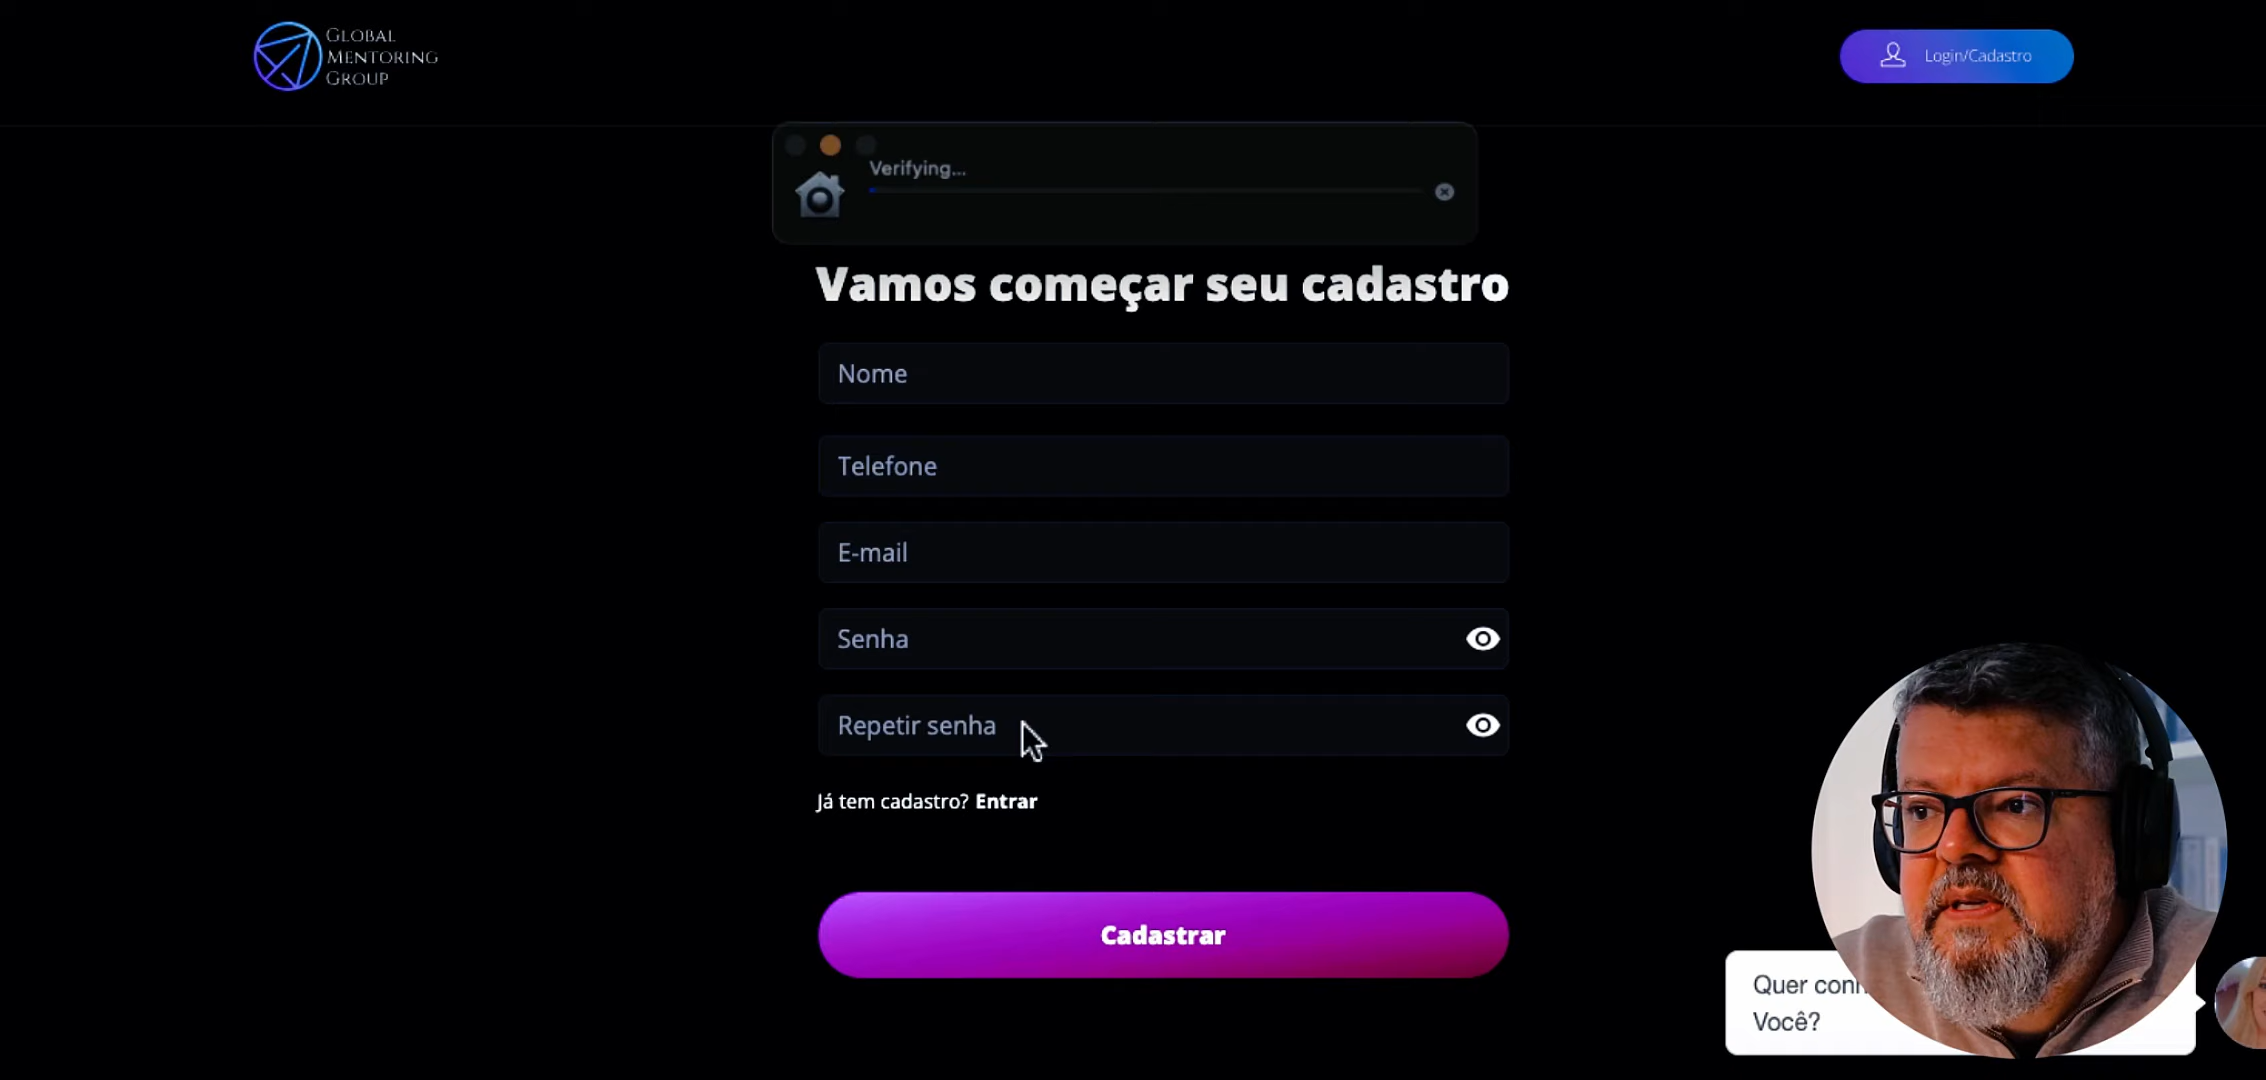 GLOBAL
MENTORING
GROUP
Login/Cadastro
Verifying...
Vamos começar seu cadastro
Nome
Telefone
E-mail
Senha
Repetir senha
Já tem cadastro? Entrar
Cadastrar
Quer
Você?